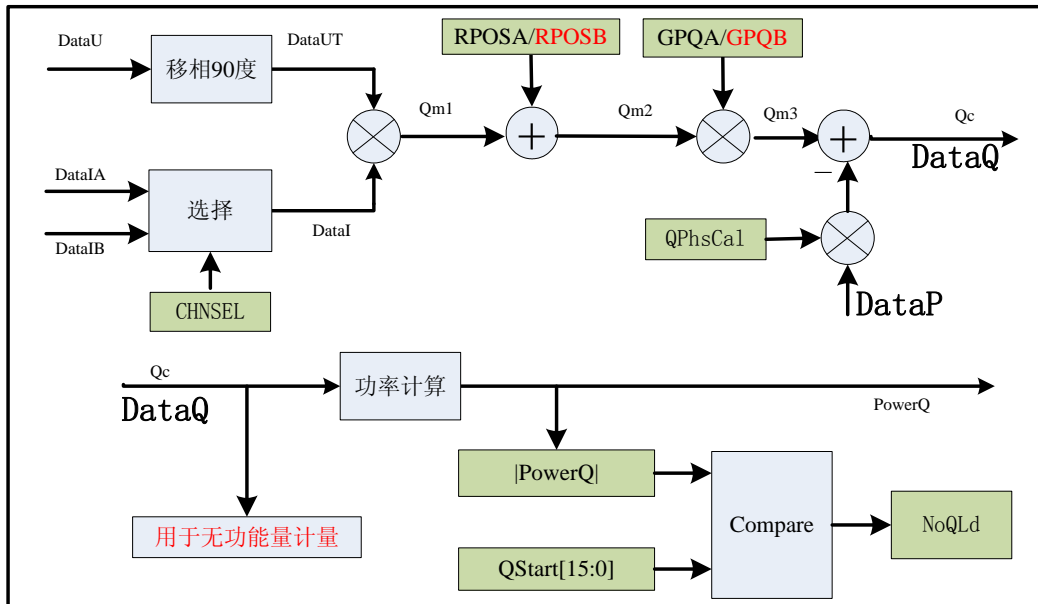 DataU
移相90度
DataUT
RPOSA/RPOSB
GPQA/GPQB
Qm1
Qm2
Qm3
Qc
DataQ
DataIA
选择
DataIB
DataI
CHNSEL
QPhsCal
DataP
Qc
DataQ
功率计算
PowerQ
|PowerQ|
用于无功能量计量
Compare
NoQLd
QStart[15:0]